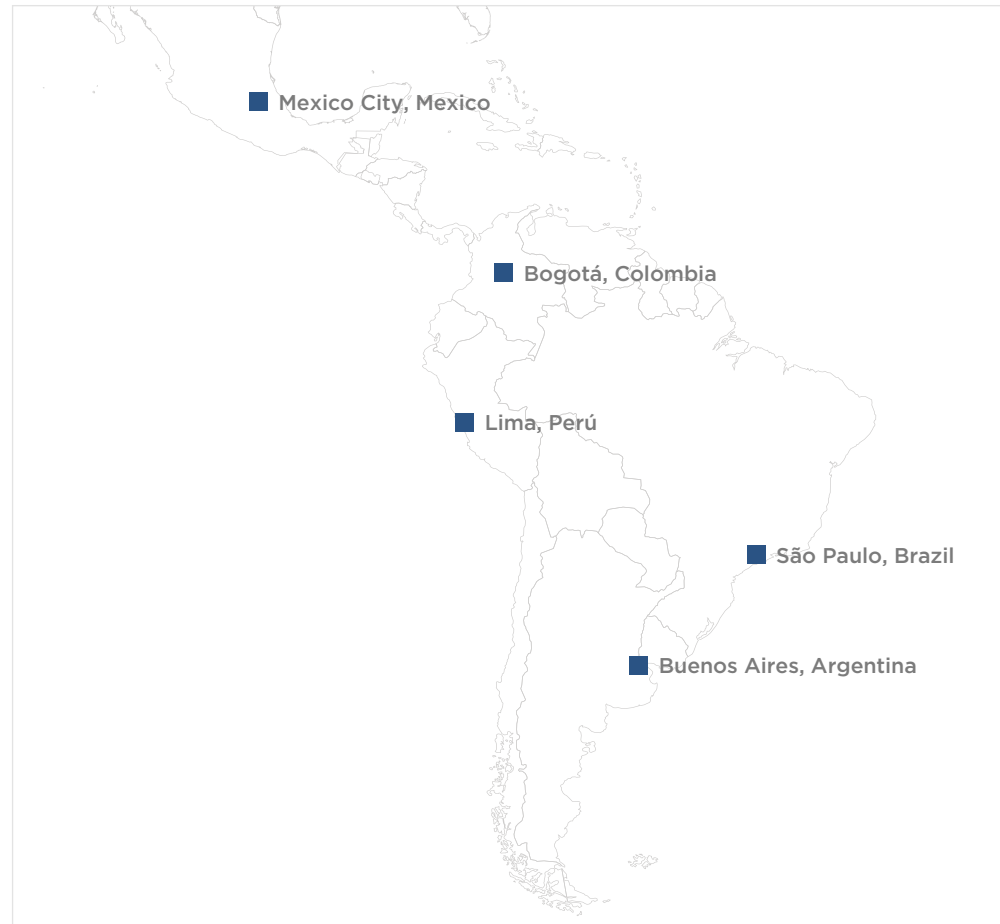 Mexico City, Mexico
Bogotá, Colombia
Lima, Perú
São Paulo, Brazil
Buenos Aires, Argentina